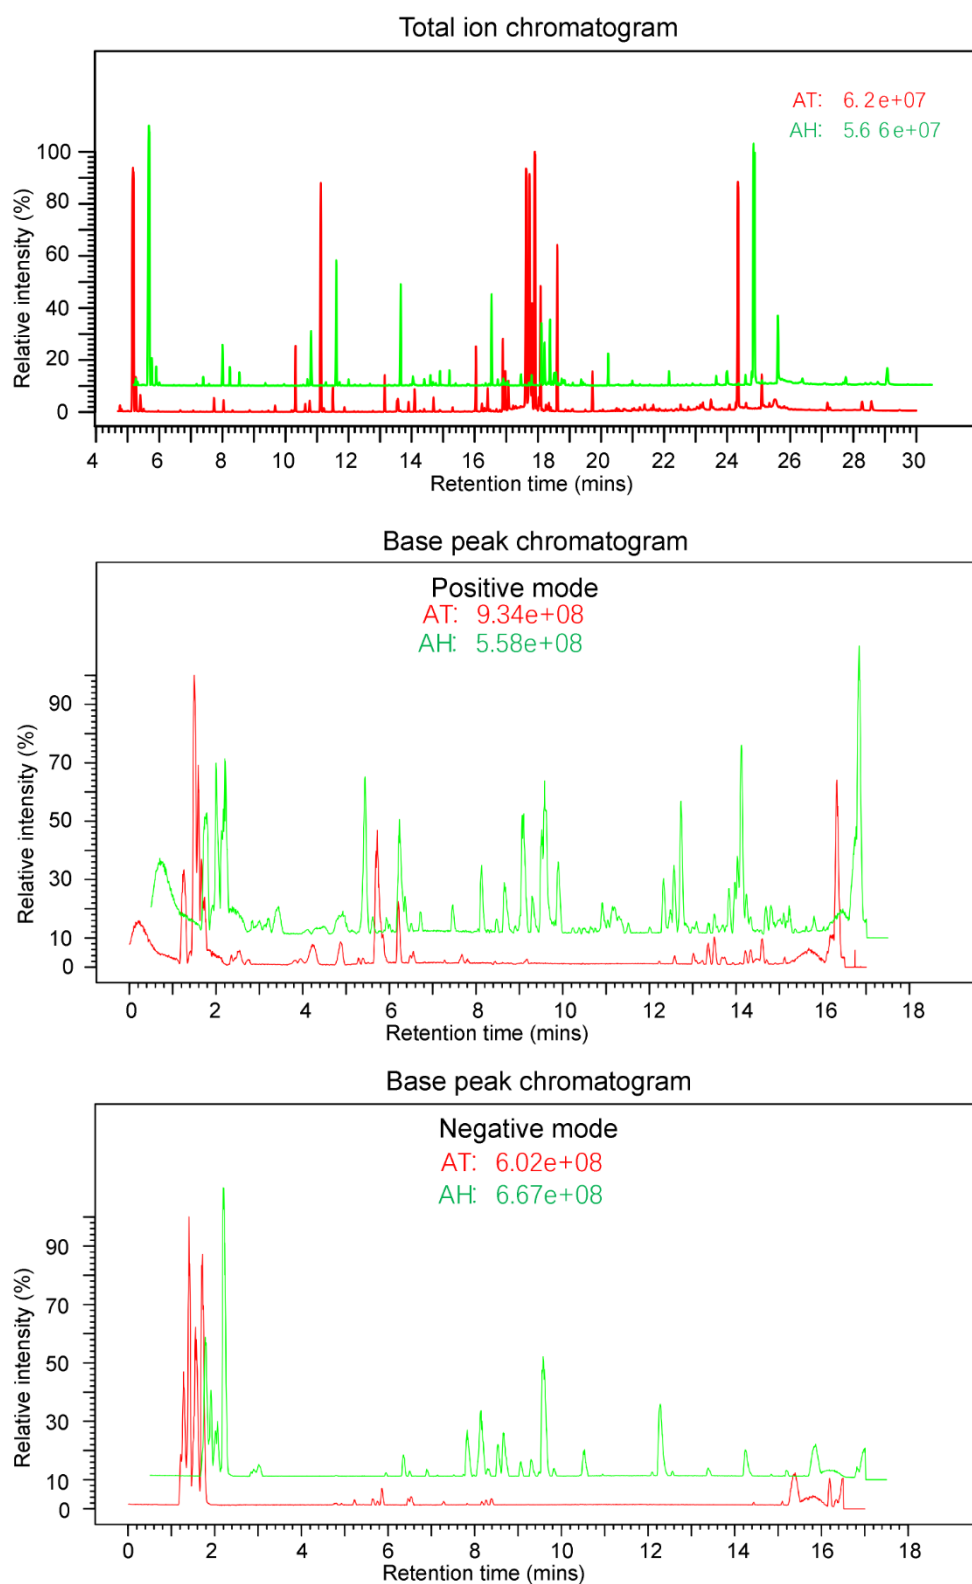 Total ion chromatogram
AT: 6.2e+07
AH: 5.6 6e+07
Relative intensity (%)
100
80
60
40
20
0
4 6 8 10 12 14 16 18 20 22 24 26 28 30
Retention time (mins)
Base peak chromatogram
Positive mode
AT: 9.34e+08
AH: 5.58e+08
Relative intensity (%)
90
70
50
30
10
0
0 2 4 6 8 10 12 14 16 18
Retention time (mins)
Base peak chromatogram
Negative mode
AT: 6.02e+08
AH: 6.67e+08
Relative intensity (%)
90
70
50
30
10
0
0 2 4 6 8 10 12 14 16 18
Retention time (mins)